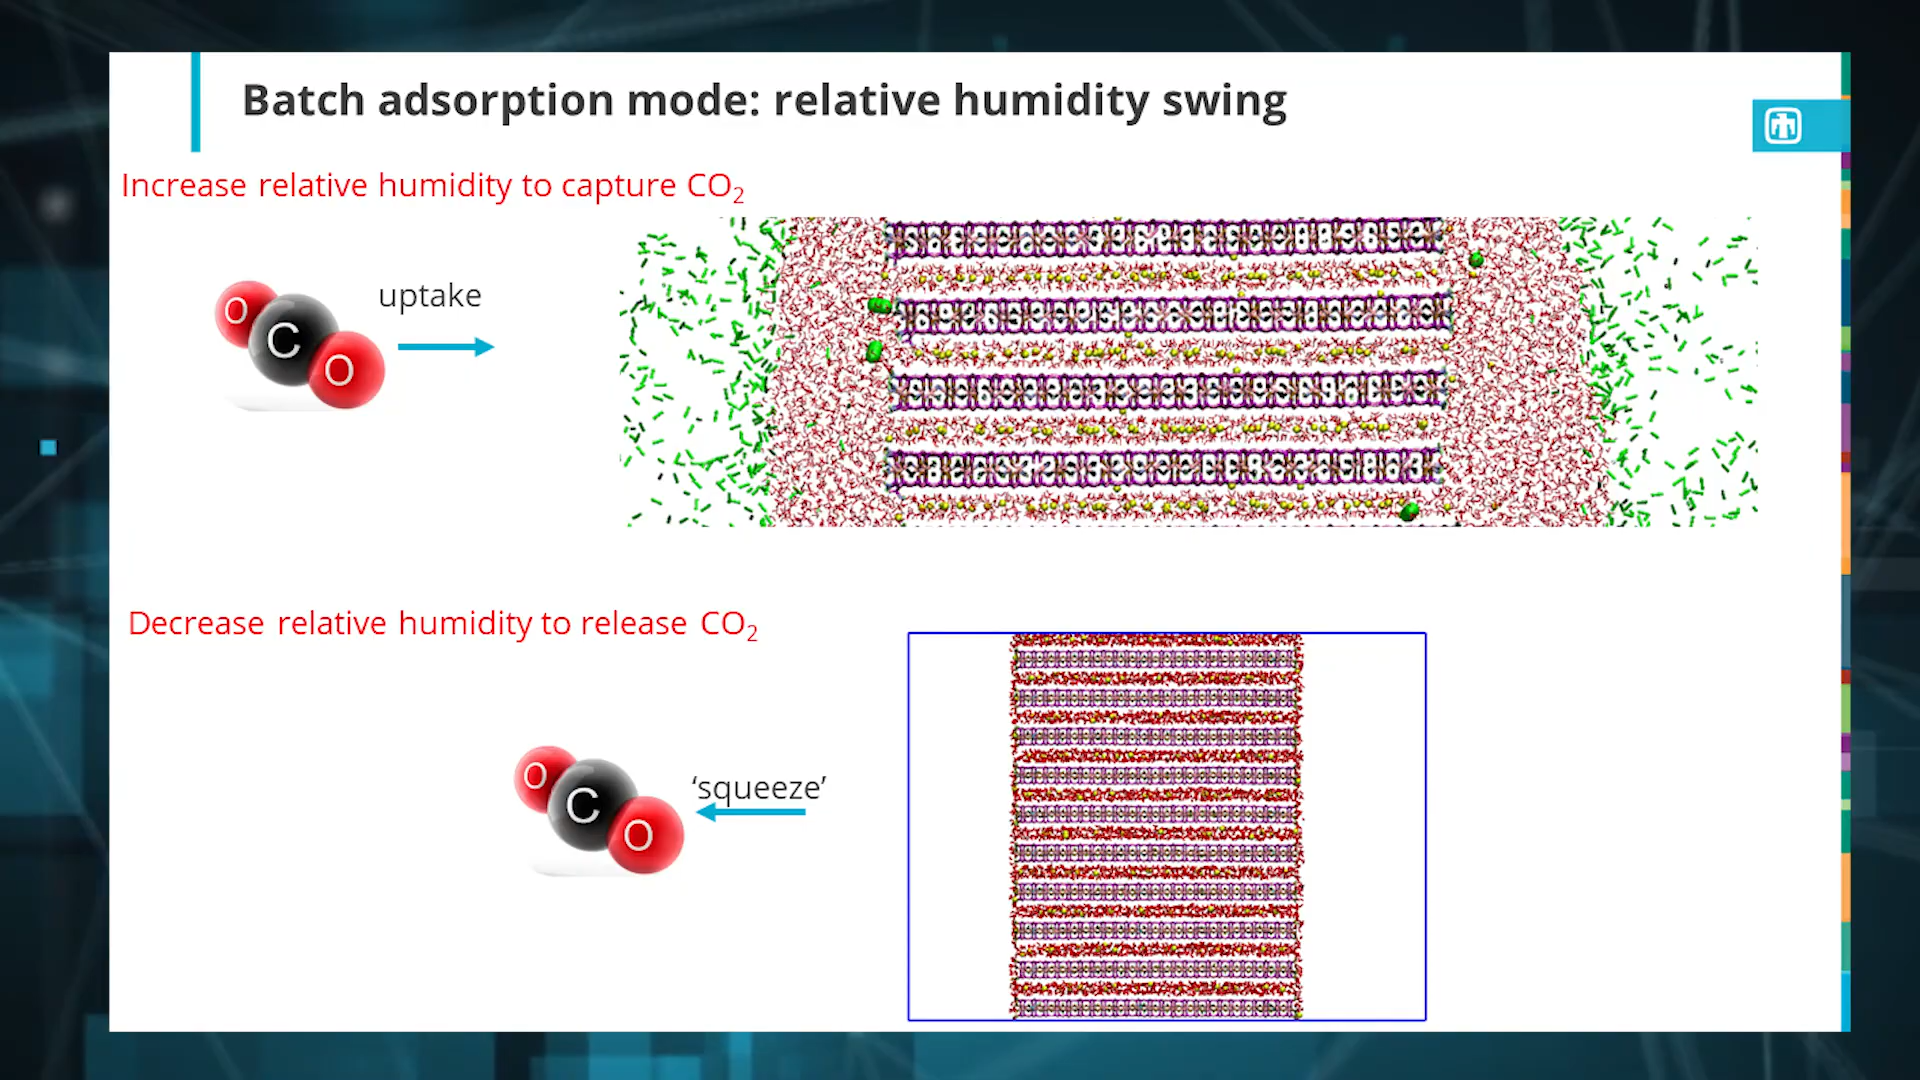 Batch adsorption mode: relative humidity swing
Increase relative humidity to capture CO₂
uptake
O
C
O
Decrease relative humidity to release CO₂
‘squeeze’
O
C
O